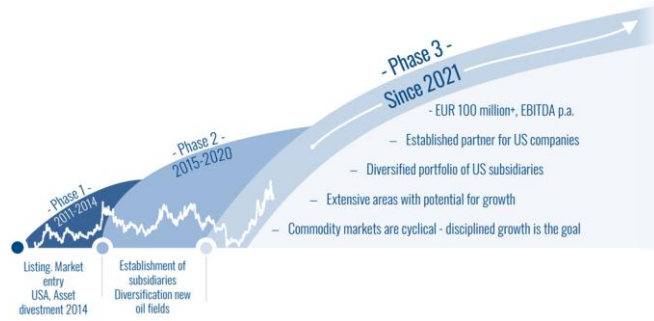 - Phase 1 -
2011-2014
- Phase 2 -
2015-2020
- Phase 3 -
Since 2021
- EUR 100 million+, EBITDA p.a.
– Established partner for US companies
– Diversified portfolio of US subsidiaries
– Extensive areas with potential for growth
– Commodity markets are cyclical - disciplined growth is the goal
Listing. Market
entry
USA, Asset
divestment 2014
Establishment of
subsidiaries
Diversification new
oil fields